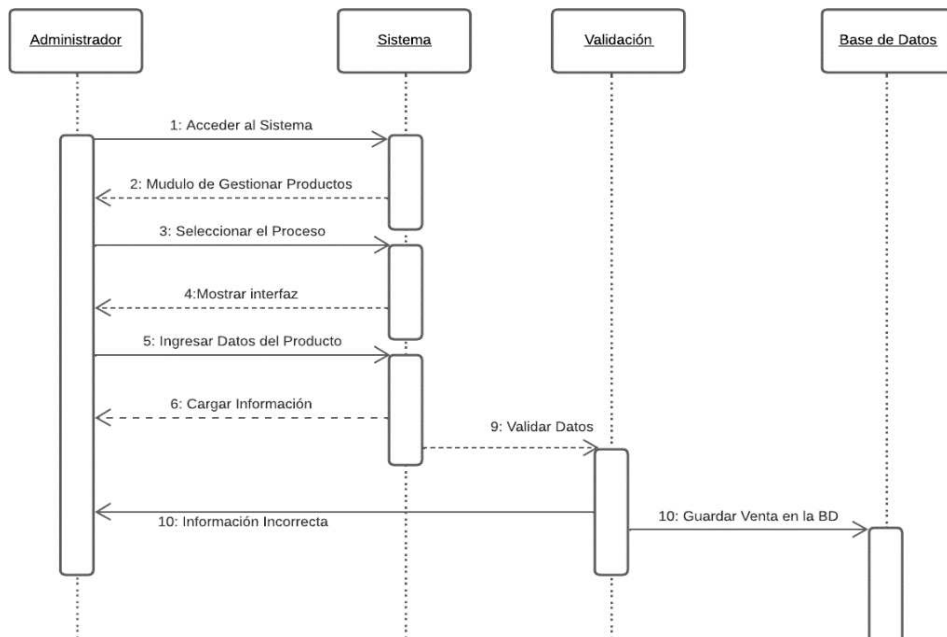 Administrador
Sistema
Validación
Base de Datos
1: Acceder al Sistema
2: Mudulo de Gestionar Productos
3: Seleccionar el Proceso
4:Mostrar interfaz
5: Ingresar Datos del Producto
6: Cargar Información
9: Validar Datos
10: Información Incorrecta
10: Guardar Venta en la BD